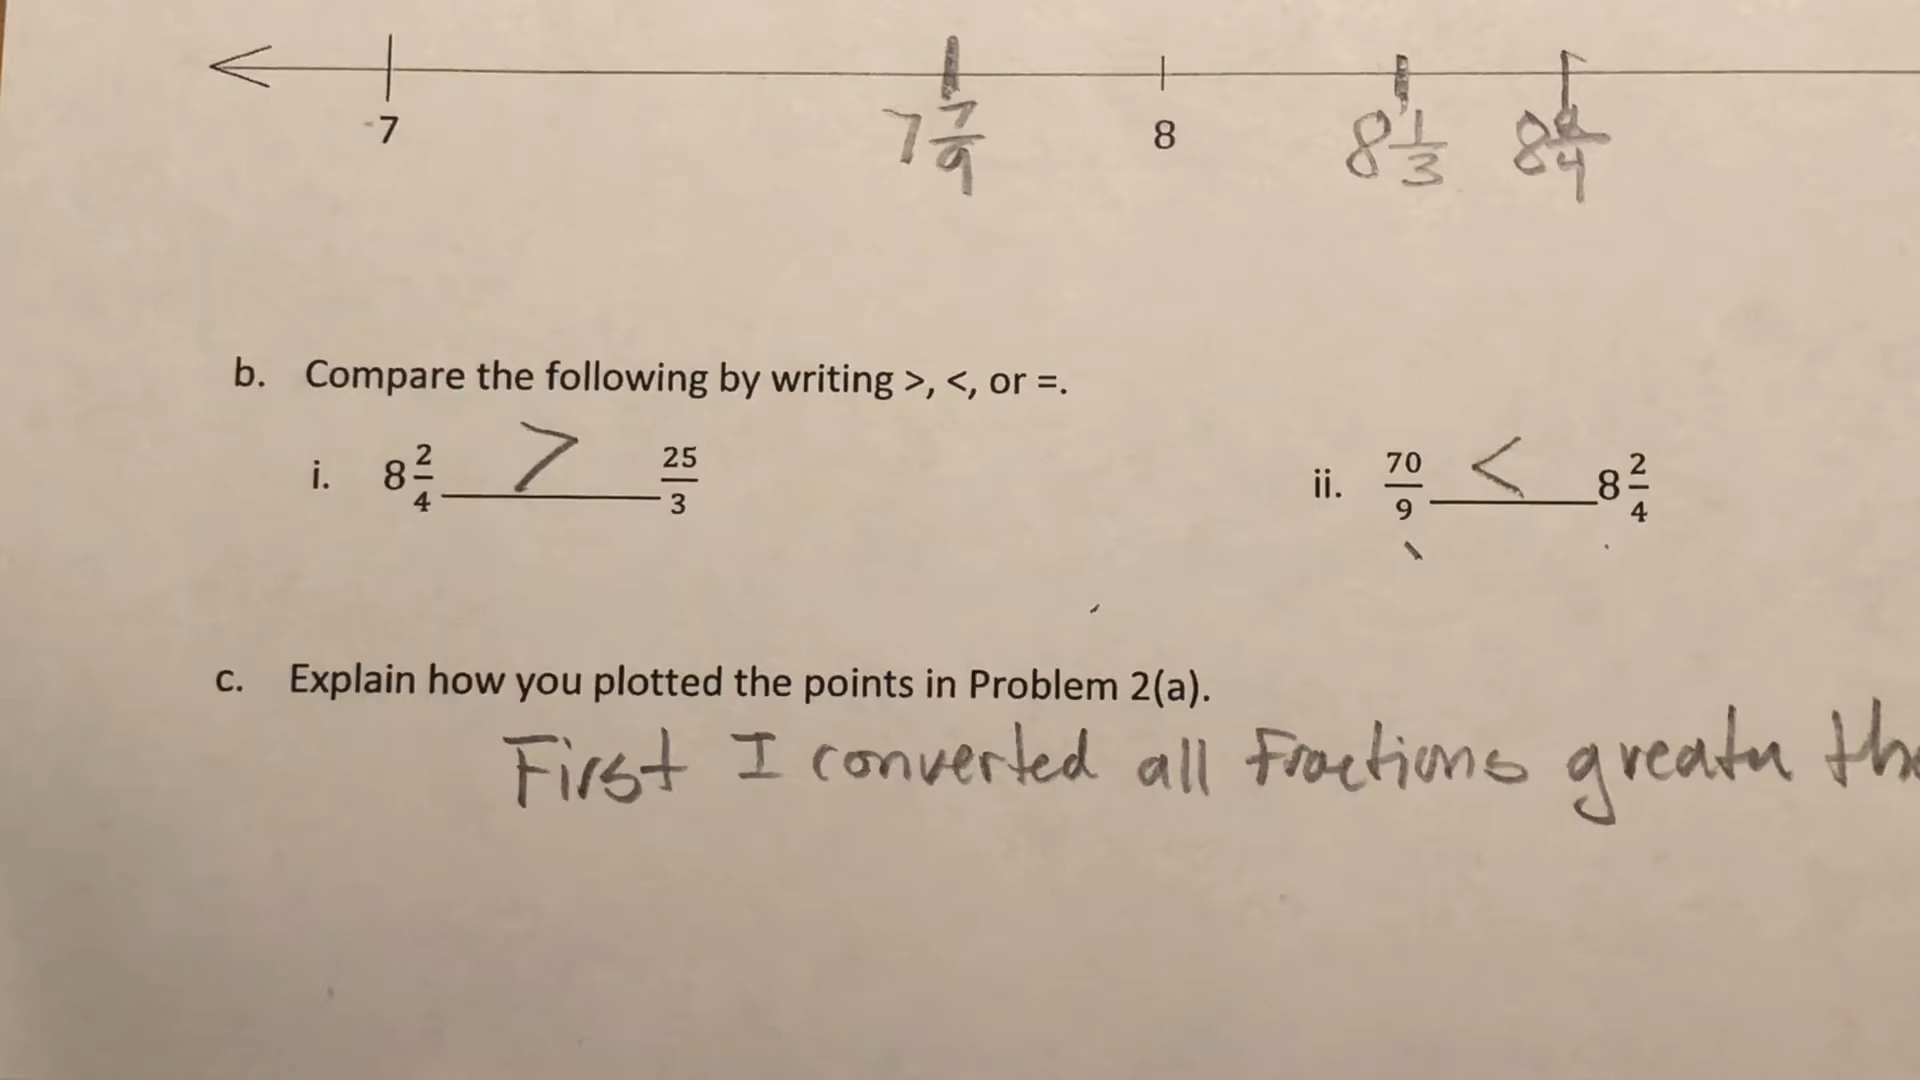 7 7 7/9 8 8 1/3 8 2/4
b. Compare the following by writing >, <, or =.
i. 8 2/4 > 25/3 ii. 70/9 < 8 2/4
c. Explain how you plotted the points in Problem 2(a).
First I converted all Fractions greater